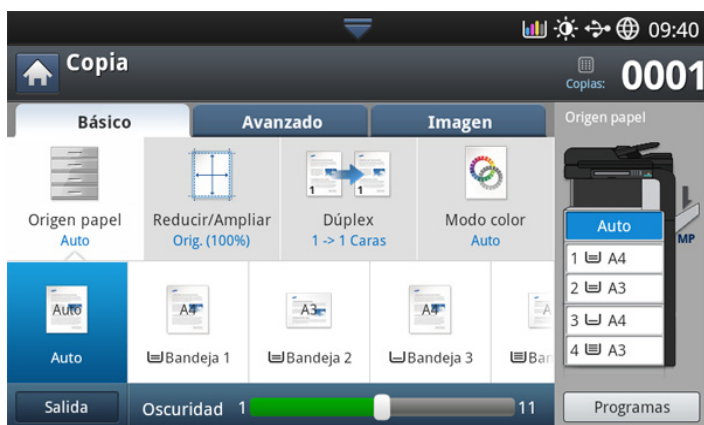 09:40
Copia
Copias: 0001
Básico Avanzado Imagen
Origen papel
Origen papel Reducir/Ampliar Dúplex Modo color
Auto Orig. (100%) 1 -> 1 Caras Auto
1 1
Auto
MP
1 A4
2 A3
3 A4
4 A3
Auto A4 A3 A4
Auto Bandeja 1 Bandeja 2 Bandeja 3
Salida Oscuridad 1 11 Programas